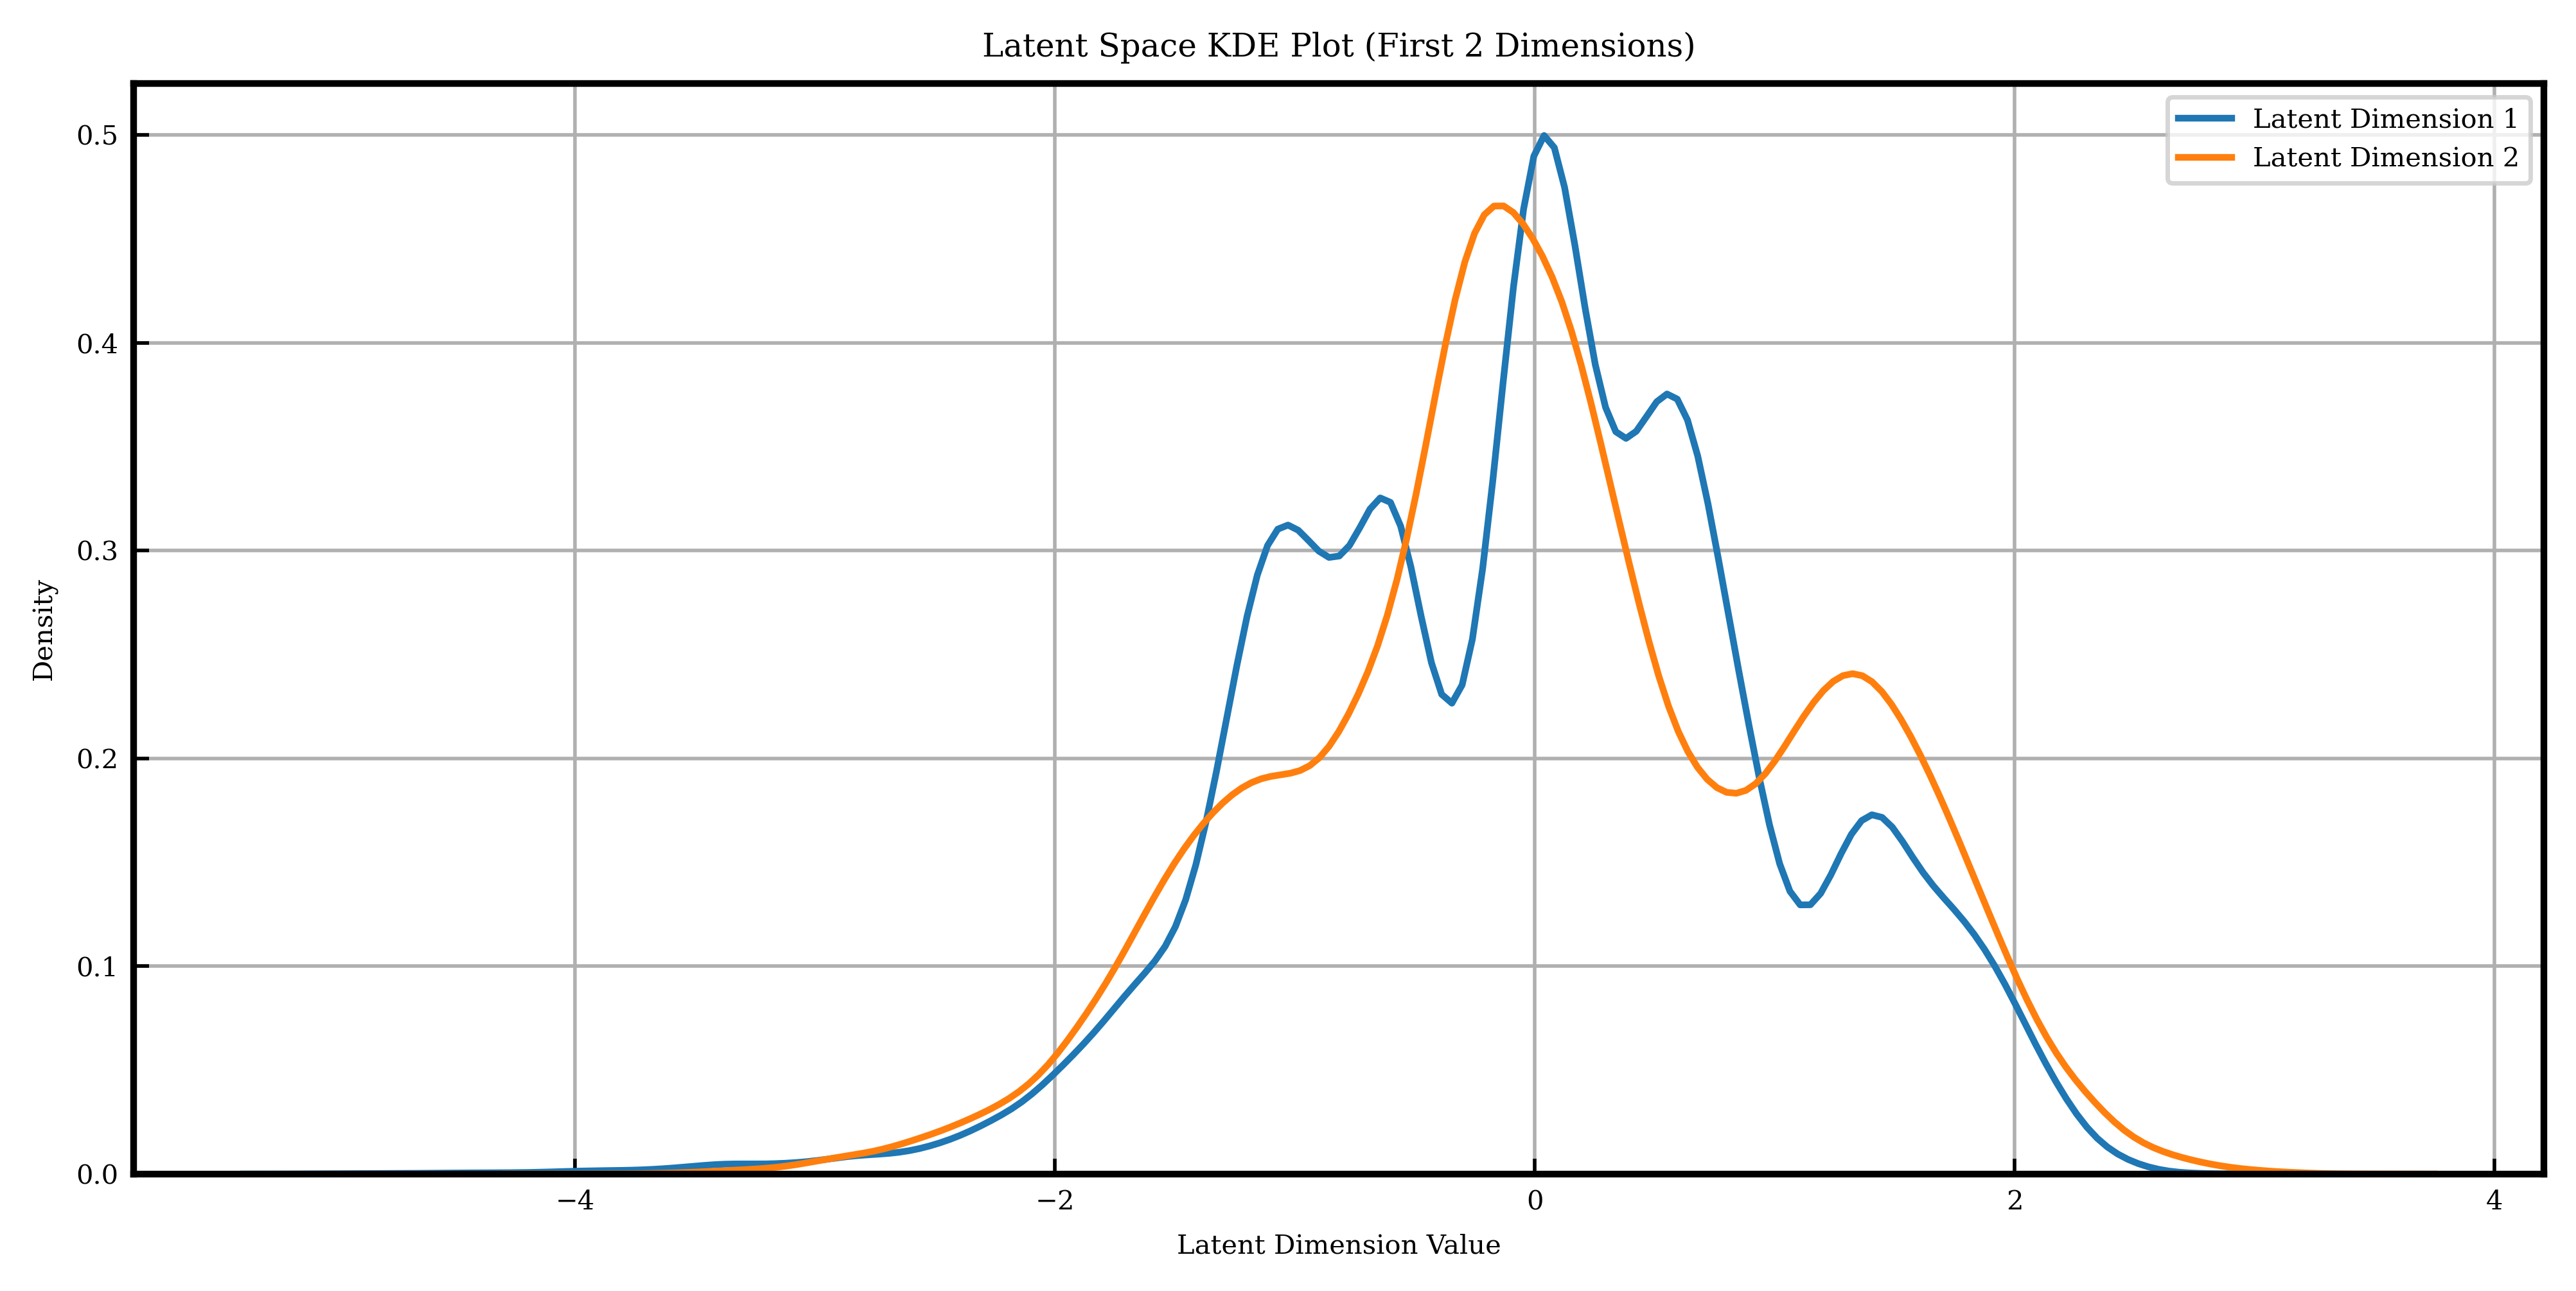 Latent Space KDE Plot (First 2 Dimensions)
Latent Dimension 1
Latent Dimension 2
0.5
0.4
0.3
0.2
0.1
0.0
Density
−4
−2
0
2
4
Latent Dimension Value